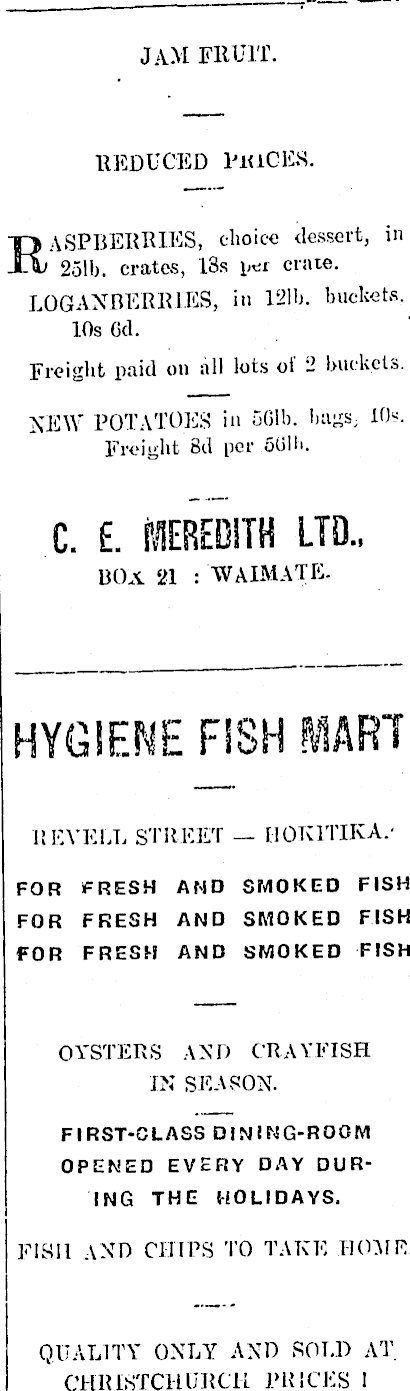 JAM FRUIT.
REDUCED PRICES.
RASPBERRIES, choice dessert, in
25lb. crates, 18s per crate.
LOGANBERRIES, in 12lb. buckets.
10s 6d.
Freight paid on all lots of 2 buckets.
NEW POTATOES in 56lb. bags, 10s.
Freight 8d per 56lb.
C. E. MEREDITH LTD.,
BOX 21 : WAIMATE.
HYGIENE FISH MART
REVELL STREET — HOKITIKA.
FOR FRESH AND SMOKED FISH
FOR FRESH AND SMOKED FISH
FOR FRESH AND SMOKED FISH
OYSTERS AND CRAYFISH
IN SEASON.
FIRST-CLASS DINING-ROOM
OPENED EVERY DAY DUR-
ING THE HOLIDAYS.
FISH AND CHIPS TO TAKE HOME
QUALITY ONLY AND SOLD AT
CHRISTCHURCH PRICES !